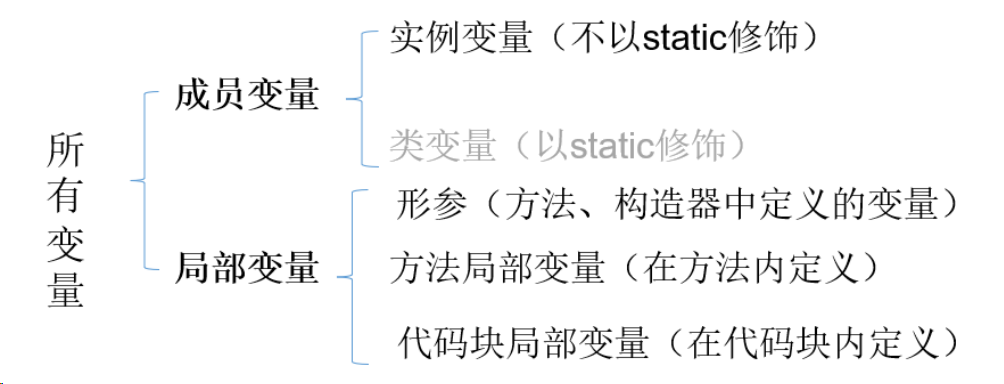 所有变量
成员变量
实例变量（不以static修饰）
类变量（以static修饰）
局部变量
形参（方法、构造器中定义的变量）
方法局部变量（在方法内定义）
代码块局部变量（在代码块内定义）